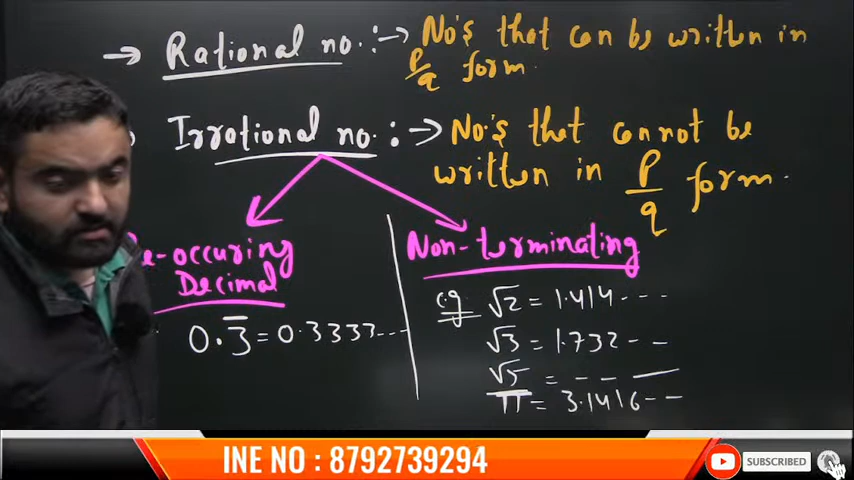 → Rational no. :→ No's that can be written in
p/q form.
Irrational no. :→ No's that cannot be
written in p/q form.
e-occuring
Decimal
0.3̅ = 0.3333...
Non-terminating
e.g √2 = 1.414 - - -
√3 = 1.732 - -
√5 = - - —
π = 3.1416 - -
INE NO : 8792739294
SUBSCRIBED